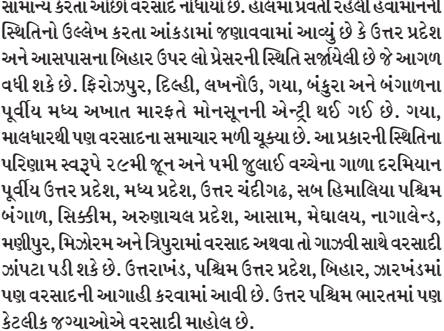 સામાન્ય કરતા ઓછો વરસાદ નોંધાયો છે. હાલમાં પ્રવર્તી રહેલી હવામાનની
સ્થિતિનો ઉલ્લેખ કરતા આંકડામાં જણાવવામાં આવ્યું છે કે ઉત્તર પ્રદેશ
અને આસપાસના બિહાર ઉપર લો પ્રેસરની સ્થિતિ સર્જાયેલી છે જે આગળ
વધી શકે છે. ફિરોઝપુર, દિલ્હી, લખનૌઉ, ગયા, બંકુરા અને બંગાળના
પૂર્વીય મધ્ય અખાત મારફતે મોનસૂનની એન્ટ્રી થઈ ગઈ છે. ગયા,
માલધારથી પણ વરસાદના સમાચાર મળી ચૂક્યા છે. આ પ્રકારની સ્થિતિના
પરિણામ સ્વરૂપે ૨૯મી જૂન અને ૫મી જુલાઈ વચ્ચેના ગાળા દરમિયાન
પૂર્વીય ઉત્તર પ્રદેશ, મધ્ય પ્રદેશ, ઉત્તર ચંદીગઢ, સબ હિમાલિયા પશ્ચિમ
બંગાળ, સિક્કીમ, અરુણાચલ પ્રદેશ, આસામ, મેઘાલય, નાગાલેન્ડ,
મણીપુર, મિઝોરમ અને ત્રિપુરામાં વરસાદ અથવા તો ગાઝવી સાથે વરસાદી
ઝાંપટા પડી શકે છે. ઉત્તરાખંડ, પશ્ચિમ ઉત્તર પ્રદેશ, બિહાર, ઝારખંડમાં
પણ વરસાદની આગાહી કરવામાં આવી છે. ઉત્તર પશ્ચિમ ભારતમાં પણ
કેટલીક જગ્યાઓએ વરસાદી માહોલ છે.